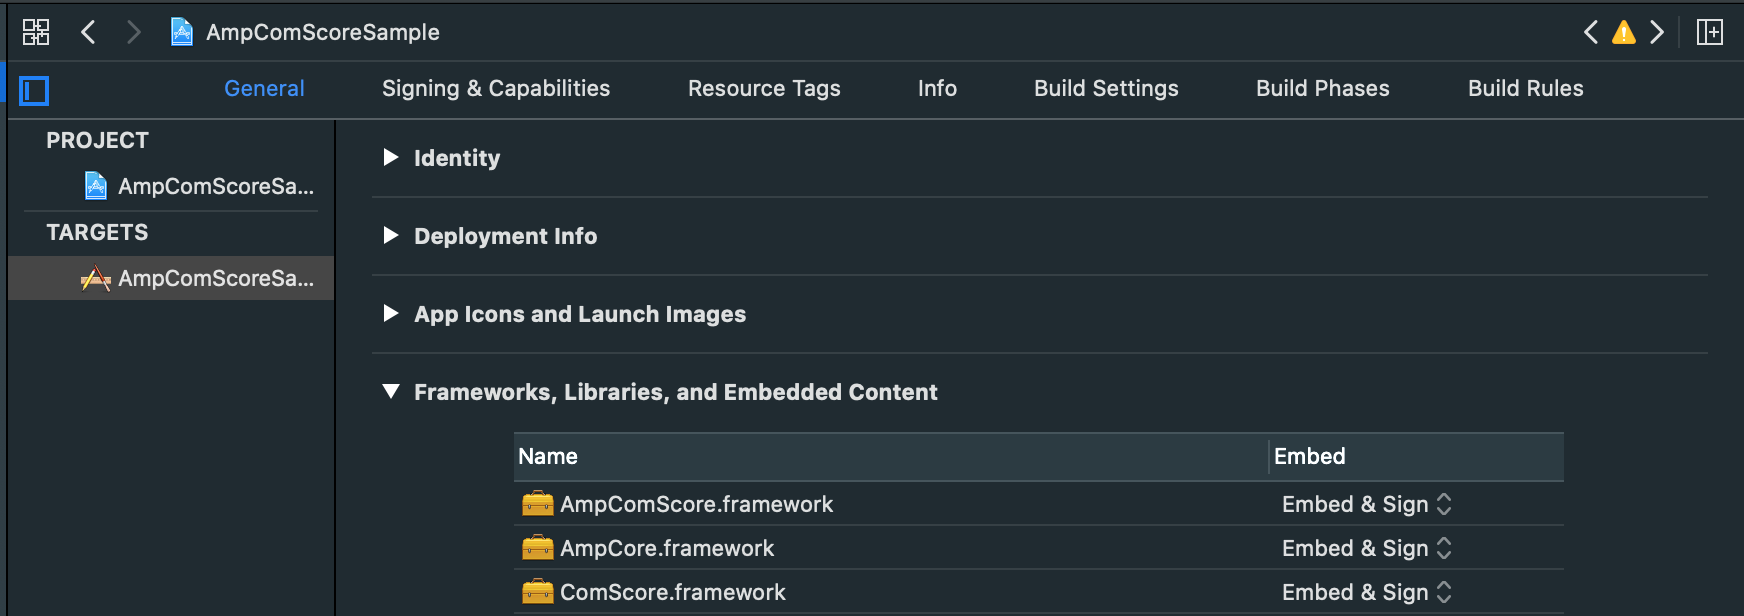 AmpComScoreSample
General Signing & Capabilities Resource Tags Info Build Settings Build Phases Build Rules
PROJECT
AmpComScoreSa...
TARGETS
AmpComScoreSa...
Identity
Deployment Info
App Icons and Launch Images
Frameworks, Libraries, and Embedded Content
Name Embed
AmpComScore.framework Embed & Sign
AmpCore.framework Embed & Sign
ComScore.framework Embed & Sign